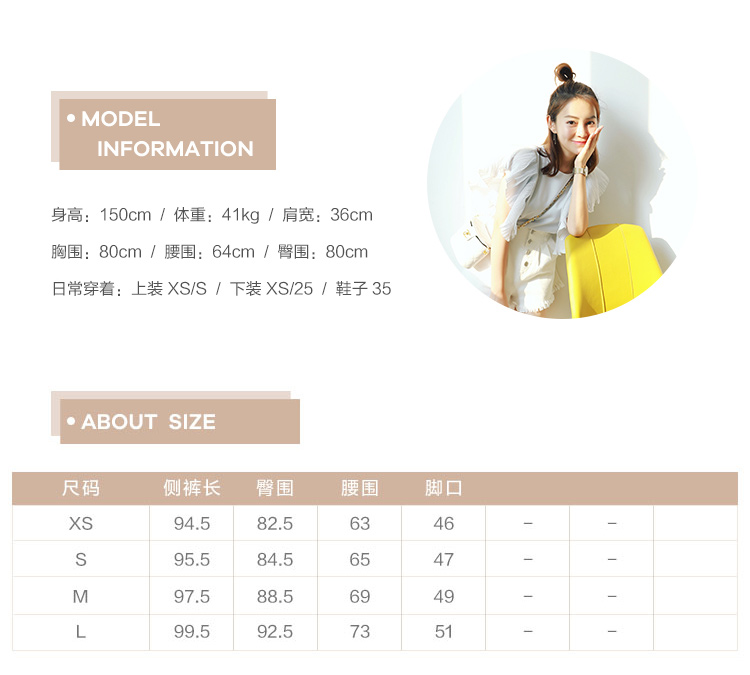 MODEL
INFORMATION
身高：150cm / 体重：41kg / 肩宽：36cm
胸围：80cm / 腰围：64cm / 臀围：80cm
日常穿着：上装 XS/S / 下装 XS/25 / 鞋子 35
ABOUT SIZE
尺码 侧裤长 臀围 腰围 脚口
XS 94.5 82.5 63 46 - -
S 95.5 84.5 65 47 - -
M 97.5 88.5 69 49 - -
L 99.5 92.5 73 51 - -